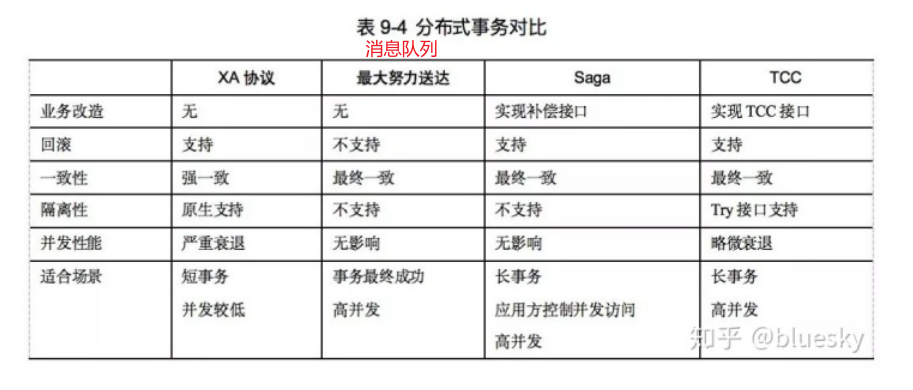 表 9-4 分布式事务对比
消息队列
XA 协议 最大努力送达 Saga TCC
业务改造 无 无 实现补偿接口 实现 TCC 接口
回滚 支持 不支持 支持 支持
一致性 强一致 最终一致 最终一致 最终一致
隔离性 原生支持 不支持 不支持 Try 接口支持
并发性能 严重衰退 无影响 无影响 略微衰退
适合场景 短事务 事务最终成功 长事务 长事务
并发较低 高并发 应用方控制并发访问 高并发
高并发
知乎 @bluesky